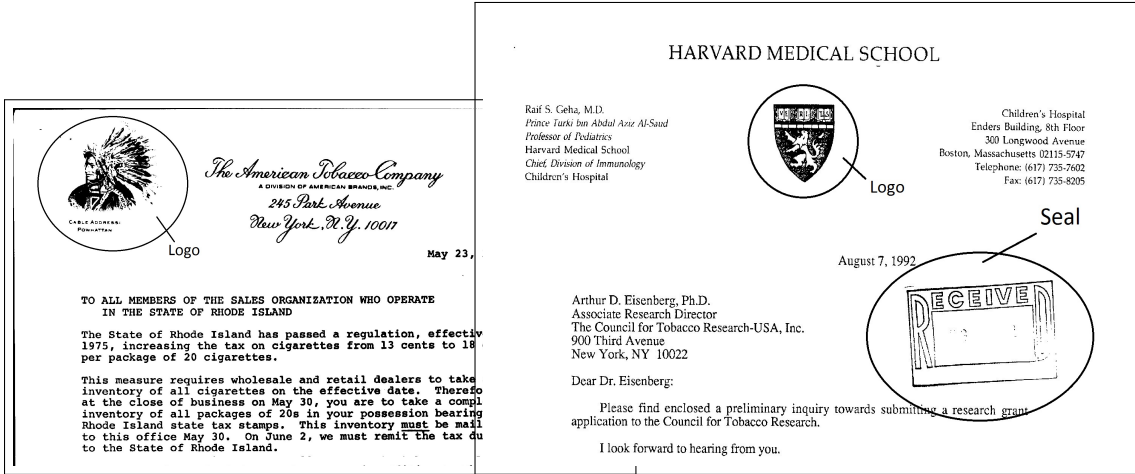 CABLE ADDRESS:
POWHATTAN
Logo
The American Tobacco Company
A DIVISION OF AMERICAN BRANDS, INC.
245 Park Avenue
New York, N.Y. 10017
May 23,
TO ALL MEMBERS OF THE SALES ORGANIZATION WHO OPERATE
IN THE STATE OF RHODE ISLAND
The State of Rhode Island has passed a regulation, effectiv
1975, increasing the tax on cigarettes from 13 cents to 18
per package of 20 cigarettes.
This measure requires wholesale and retail dealers to take
inventory of all cigarettes on the effective date. Therefo
at the close of business on May 30, you are to take a compl
inventory of all packages of 20s in your possession bearing
Rhode Island state tax stamps. This inventory must be mail
to this office May 30. On June 2, we must remit the tax du
to the State of Rhode Island.
HARVARD MEDICAL SCHOOL
Raif S. Geha, M.D.
Prince Turki bin Abdul Aziz Al-Saud
Professor of Pediatrics
Harvard Medical School
Chief, Division of Immunology
Children's Hospital
Logo
Children's Hospital
Enders Building, 8th Floor
300 Longwood Avenue
Boston, Massachusetts 02115-5747
Telephone: (617) 735-7602
Fax: (617) 735-8205
Seal
August 7, 1992
RECEIVED
Arthur D. Eisenberg, Ph.D.
Associate Research Director
The Council for Tobacco Research-USA, Inc.
900 Third Avenue
New York, NY 10022
Dear Dr. Eisenberg:
Please find enclosed a preliminary inquiry towards submitting a research grant
application to the Council for Tobacco Research.
I look forward to hearing from you.